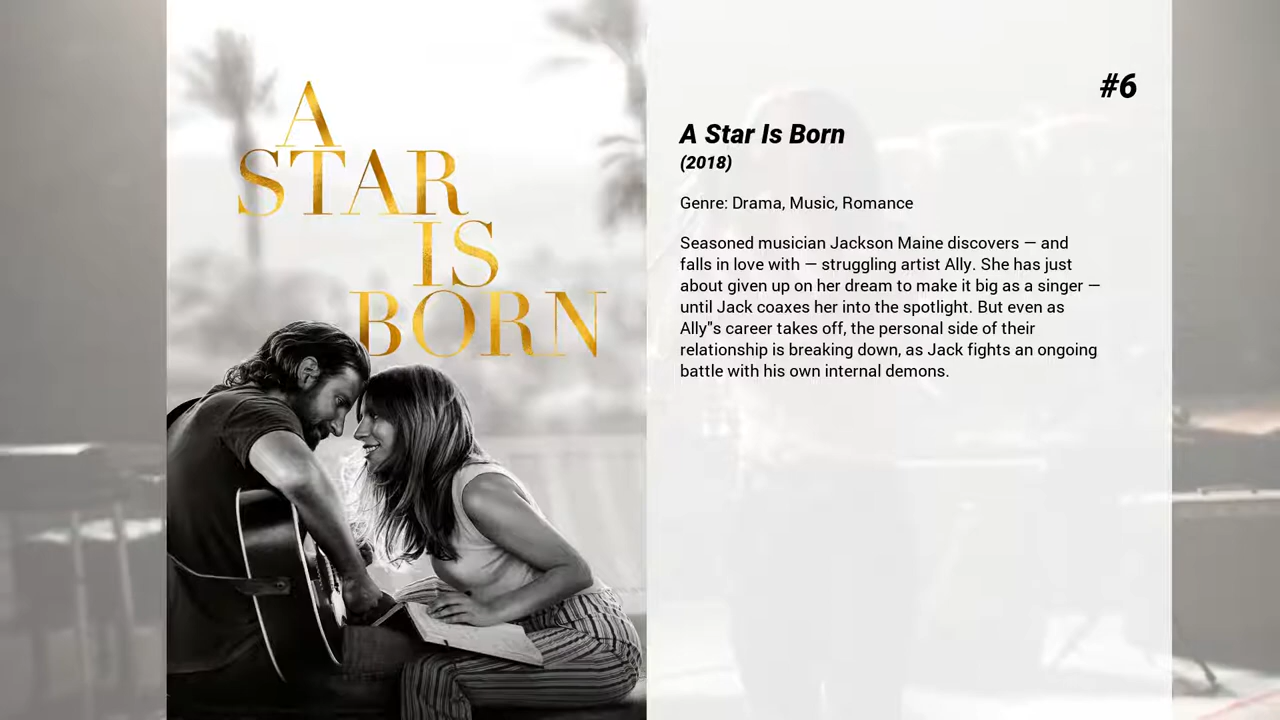 A
STAR
IS
BORN
#6
A Star Is Born
(2018)
Genre: Drama, Music, Romance
Seasoned musician Jackson Maine discovers — and
falls in love with — struggling artist Ally. She has just
about given up on her dream to make it big as a singer —
until Jack coaxes her into the spotlight. But even as
Ally"s career takes off, the personal side of their
relationship is breaking down, as Jack fights an ongoing
battle with his own internal demons.